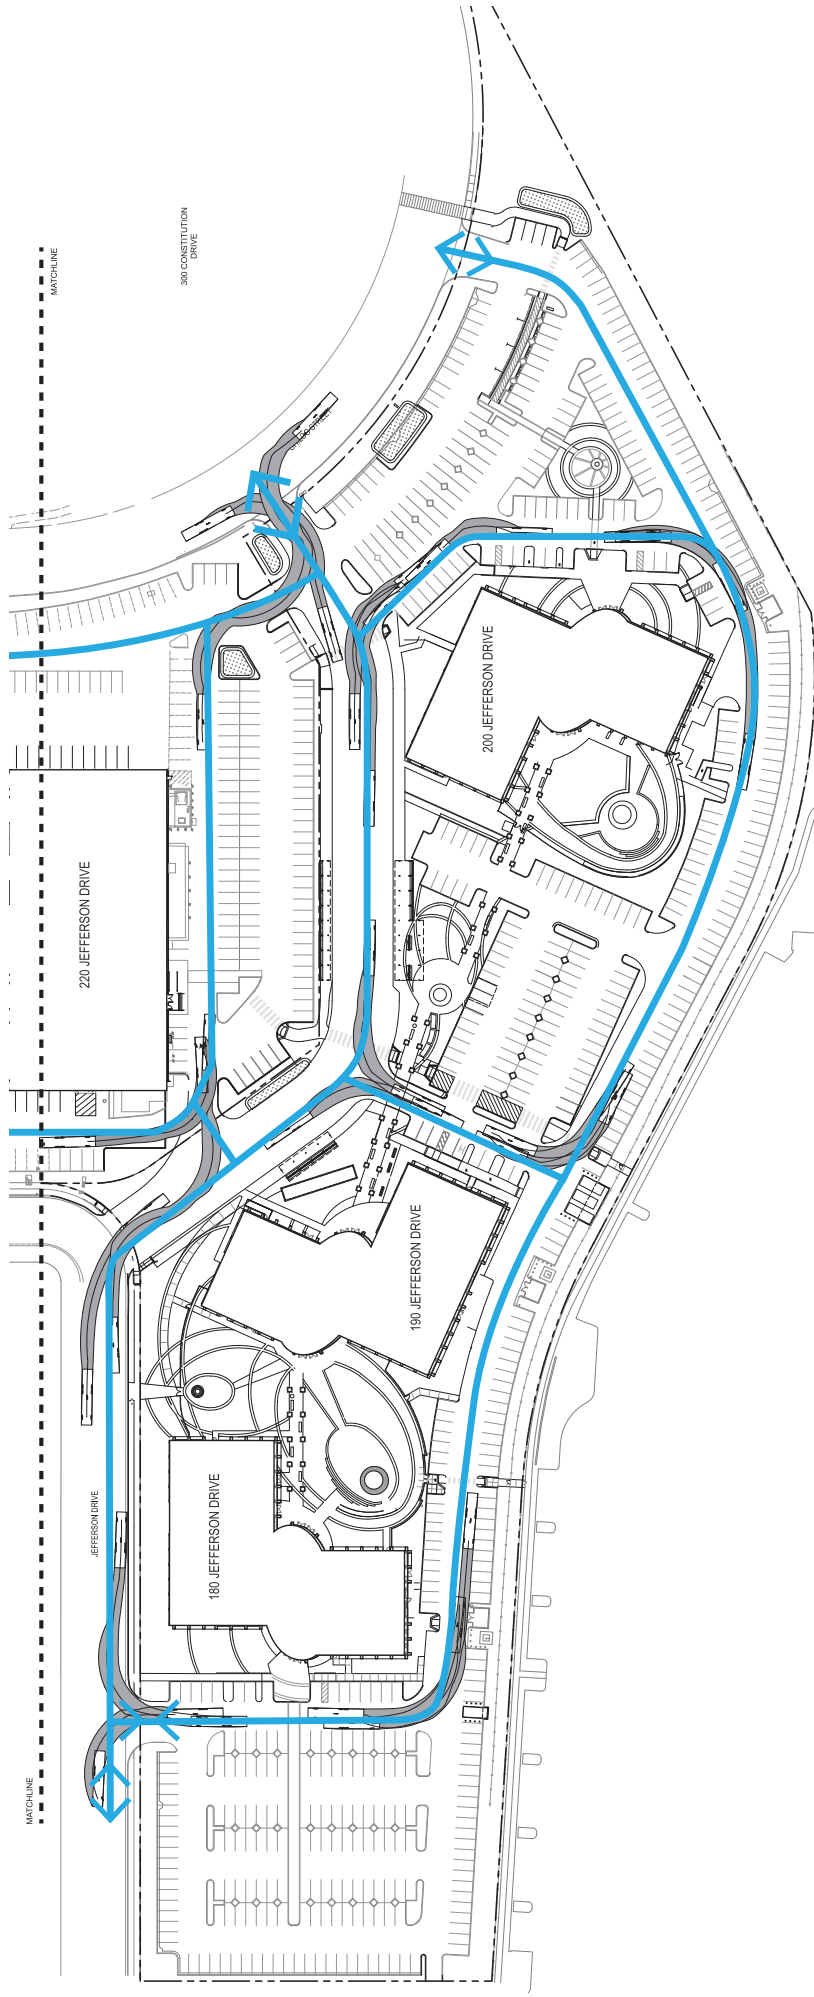 300 CONSTITUTION
DRIVE
MATCHLINE
200 JEFFERSON DRIVE
220 JEFFERSON DRIVE
190 JEFFERSON DRIVE
JEFFERSON DRIVE
180 JEFFERSON DRIVE
MATCHLINE